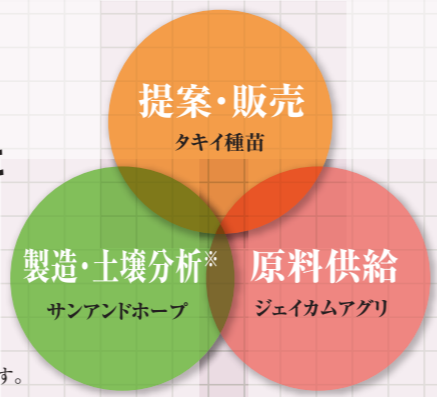 提案・販売
タキイ種苗
製造・土壌分析※
サンアンドホープ
原料供給
ジェイカムアグリ
す。